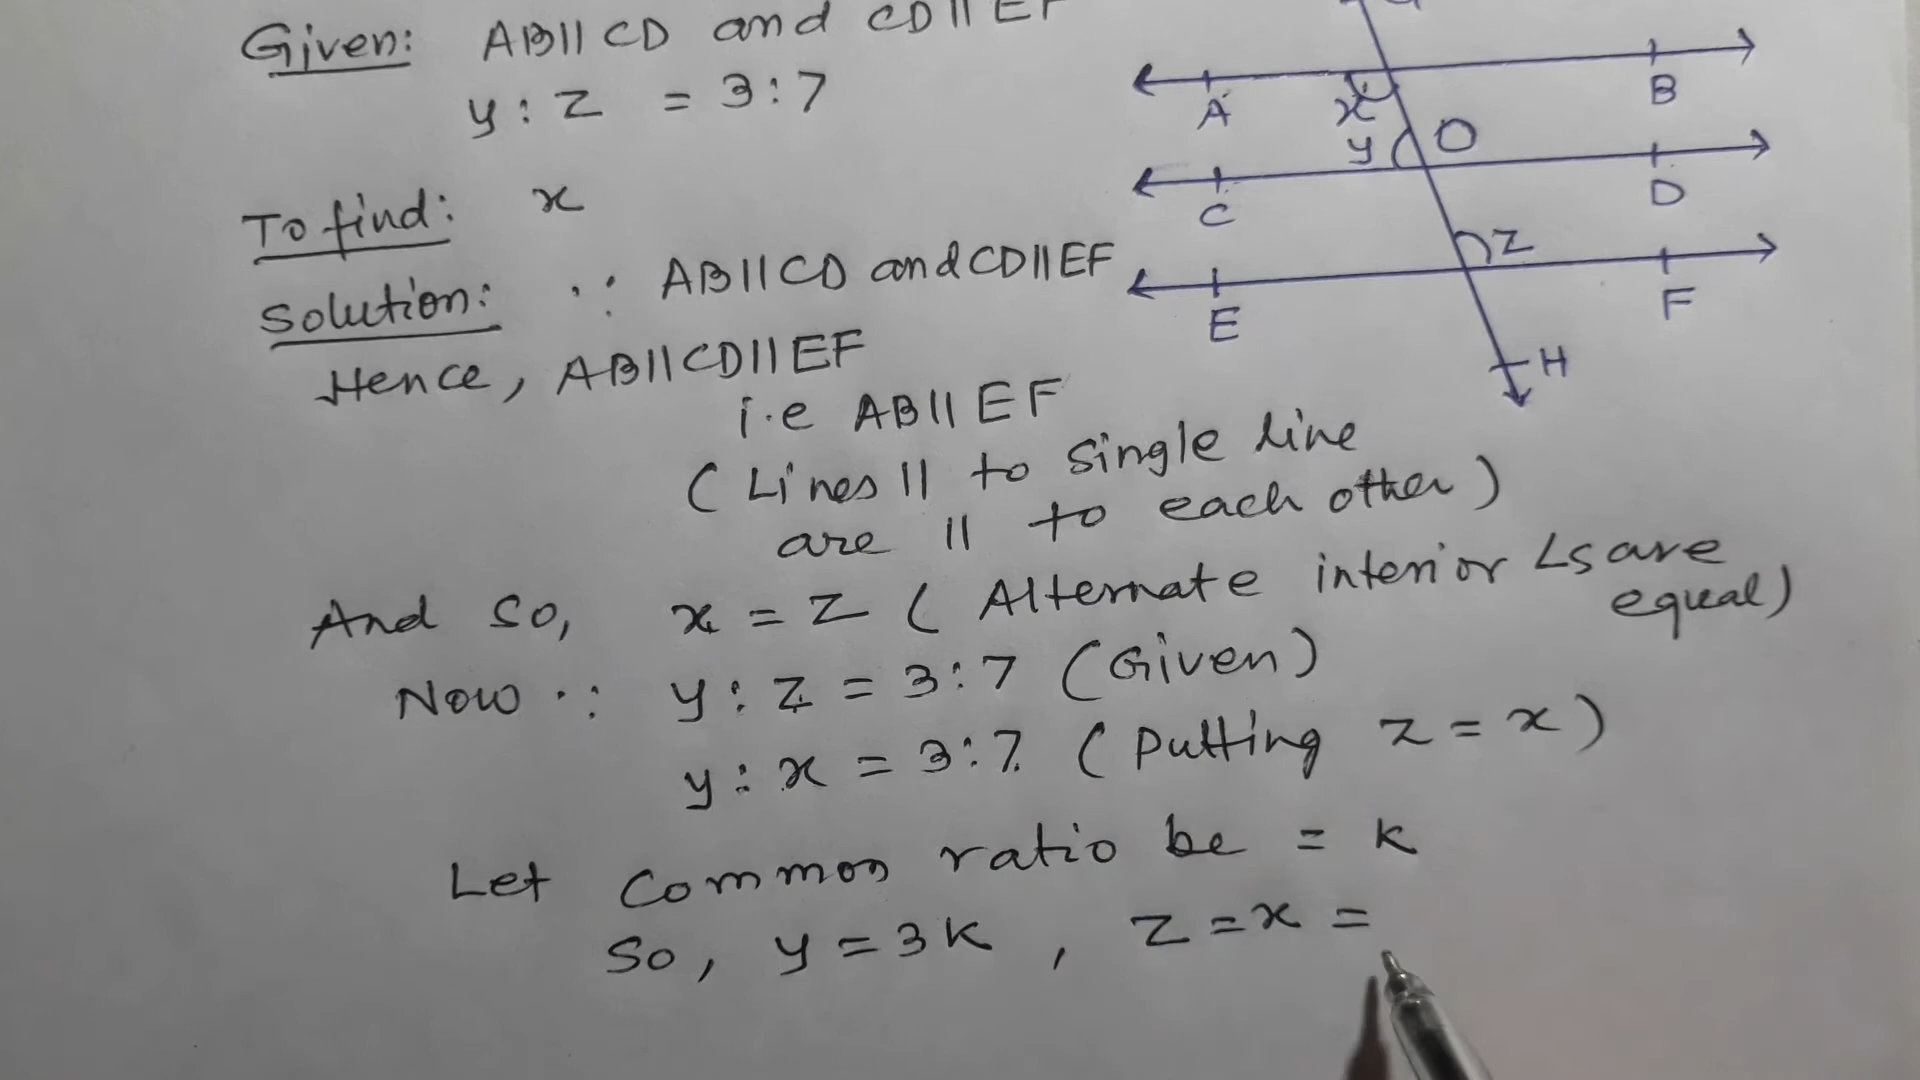 Given: AB || CD and CD || EF
y : z = 3 : 7
To find: x
Solution: ∵ AB || CD and CD || EF
Hence, AB || CD || EF
i.e AB || EF
( Lines || to single line
are || to each other )
And so, x = z ( Alternate interior ∠s are
equal )
Now ∵ y : z = 3 : 7 ( Given )
y : x = 3 : 7 ( Putting z = x )
Let common ratio be = k
So, y = 3k , z = x =
A
x
B
y
O
C
D
z
E
F
H